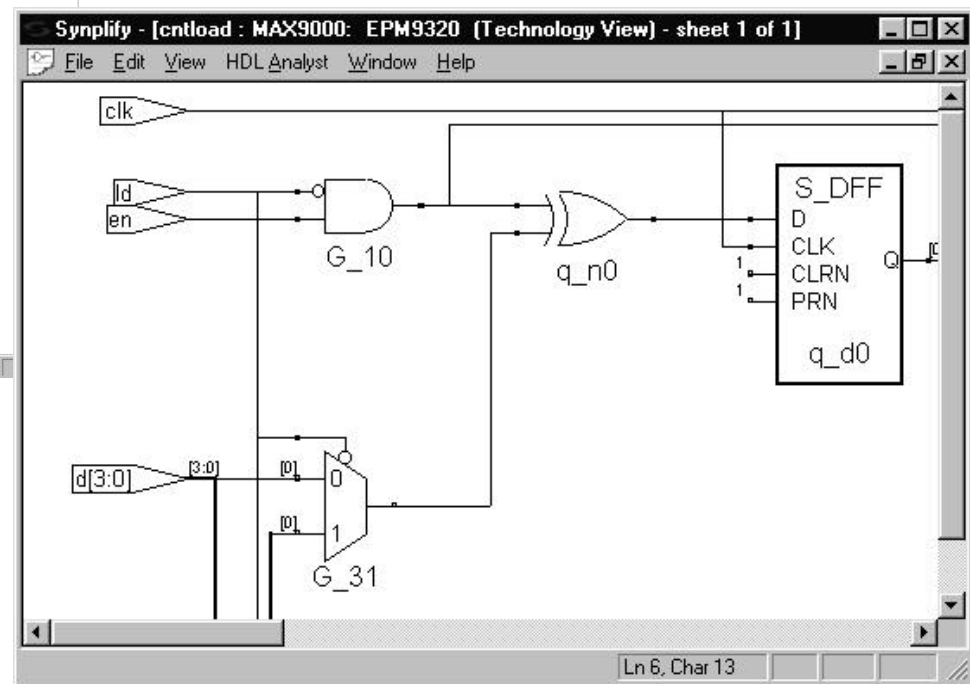 Synplify - [cntload : MAX9000: EPM9320 (Technology View) - sheet 1 of 1]
File Edit View HDL Analyst Window Help
clk
ld
en
G_10
q_n0
S_DFF
D
CLK
CLRN
PRN
Q
1
1
q_d0
d[3:0]
[3:0]
[0]
0
[0]
1
G_31
Ln 6, Char 13